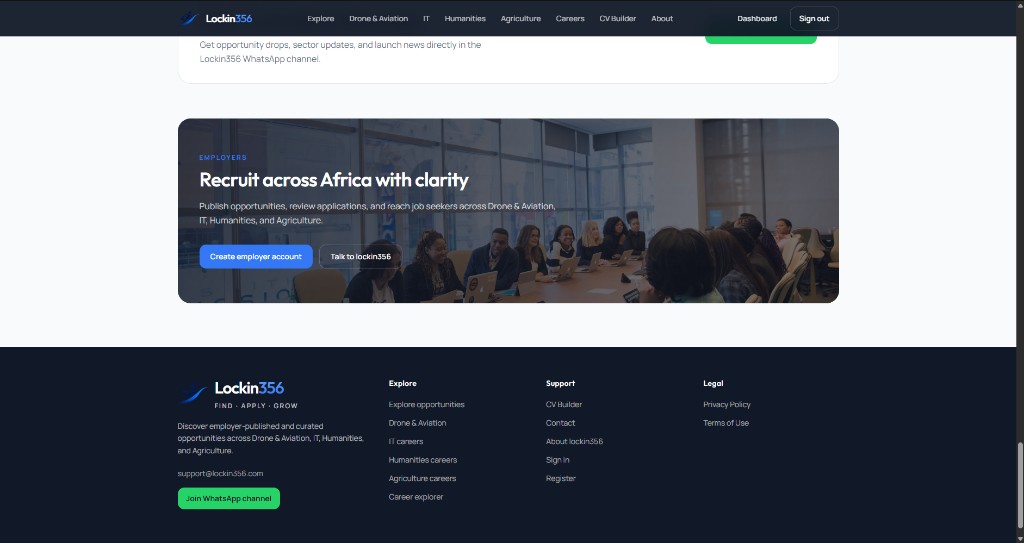 Lockin356
Explore
Drone & Aviation
IT
Humanities
Agriculture
Careers
CV Builder
About
Dashboard
Sign out
Get opportunity drops, sector updates, and launch news directly in the
Lockin356 WhatsApp channel.
EMPLOYERS
Recruit across Africa with clarity
Publish opportunities, review applications, and reach job seekers across Drone & Aviation,
IT, Humanities, and Agriculture.
Create employer account
Talk to lockin356
Lockin356
FIND · APPLY · GROW
Discover employer-published and curated
opportunities across Drone & Aviation, IT, Humanities,
and Agriculture.
support@lockin356.com
Join WhatsApp channel
Explore
Explore opportunities
Drone & Aviation
IT careers
Humanities careers
Agriculture careers
Career explorer
Support
CV Builder
Contact
About lockin356
Sign in
Register
Legal
Privacy Policy
Terms of Use